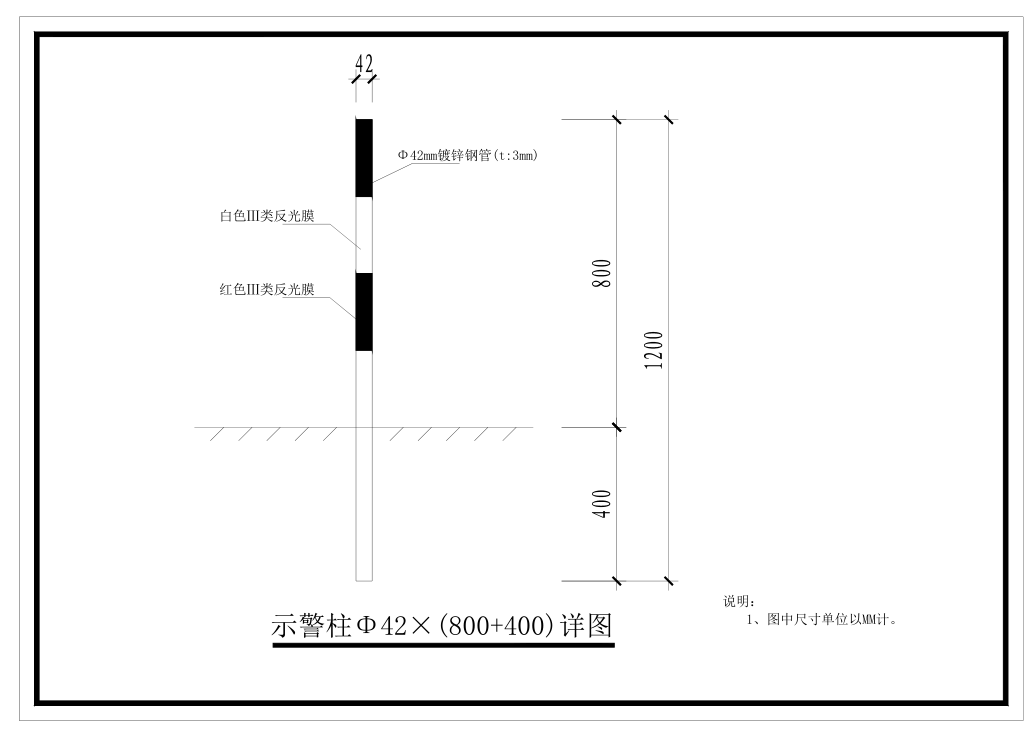 42
Φ42mm镀锌钢管(t:3mm)
白色III类反光膜
800
红色III类反光膜
1200
400
说明:
1、图中尺寸单位以MM计。
示警柱Φ42×(800+400)详图